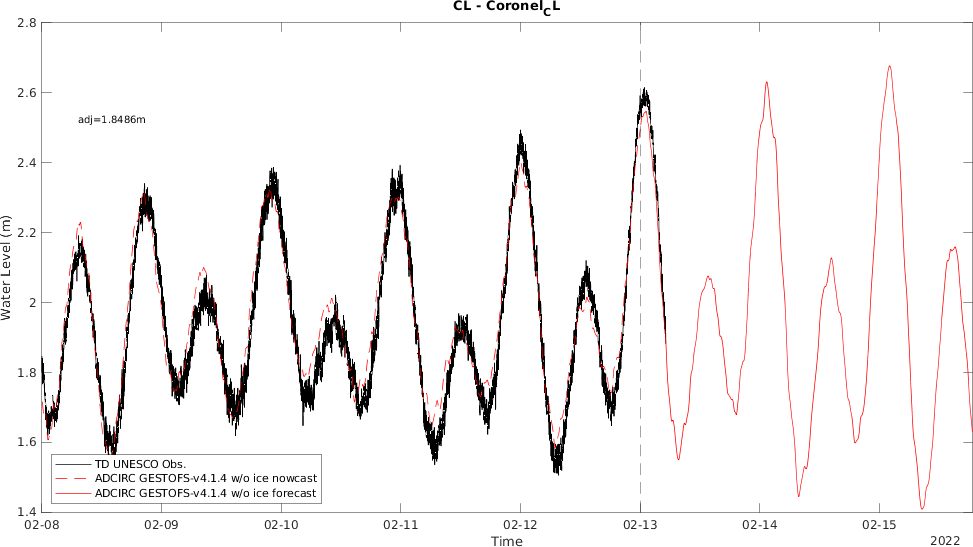 CL - Coronel_CL
2.8
2.6
2.4
2.2
2
1.8
1.6
1.4
Water Level (m)
adj=1.8486m
TD UNESCO Obs.
ADCIRC GESTOFS-v4.1.4 w/o ice nowcast
ADCIRC GESTOFS-v4.1.4 w/o ice forecast
02-08 02-09 02-10 02-11 02-12 02-13 02-14 02-15
Time
2022